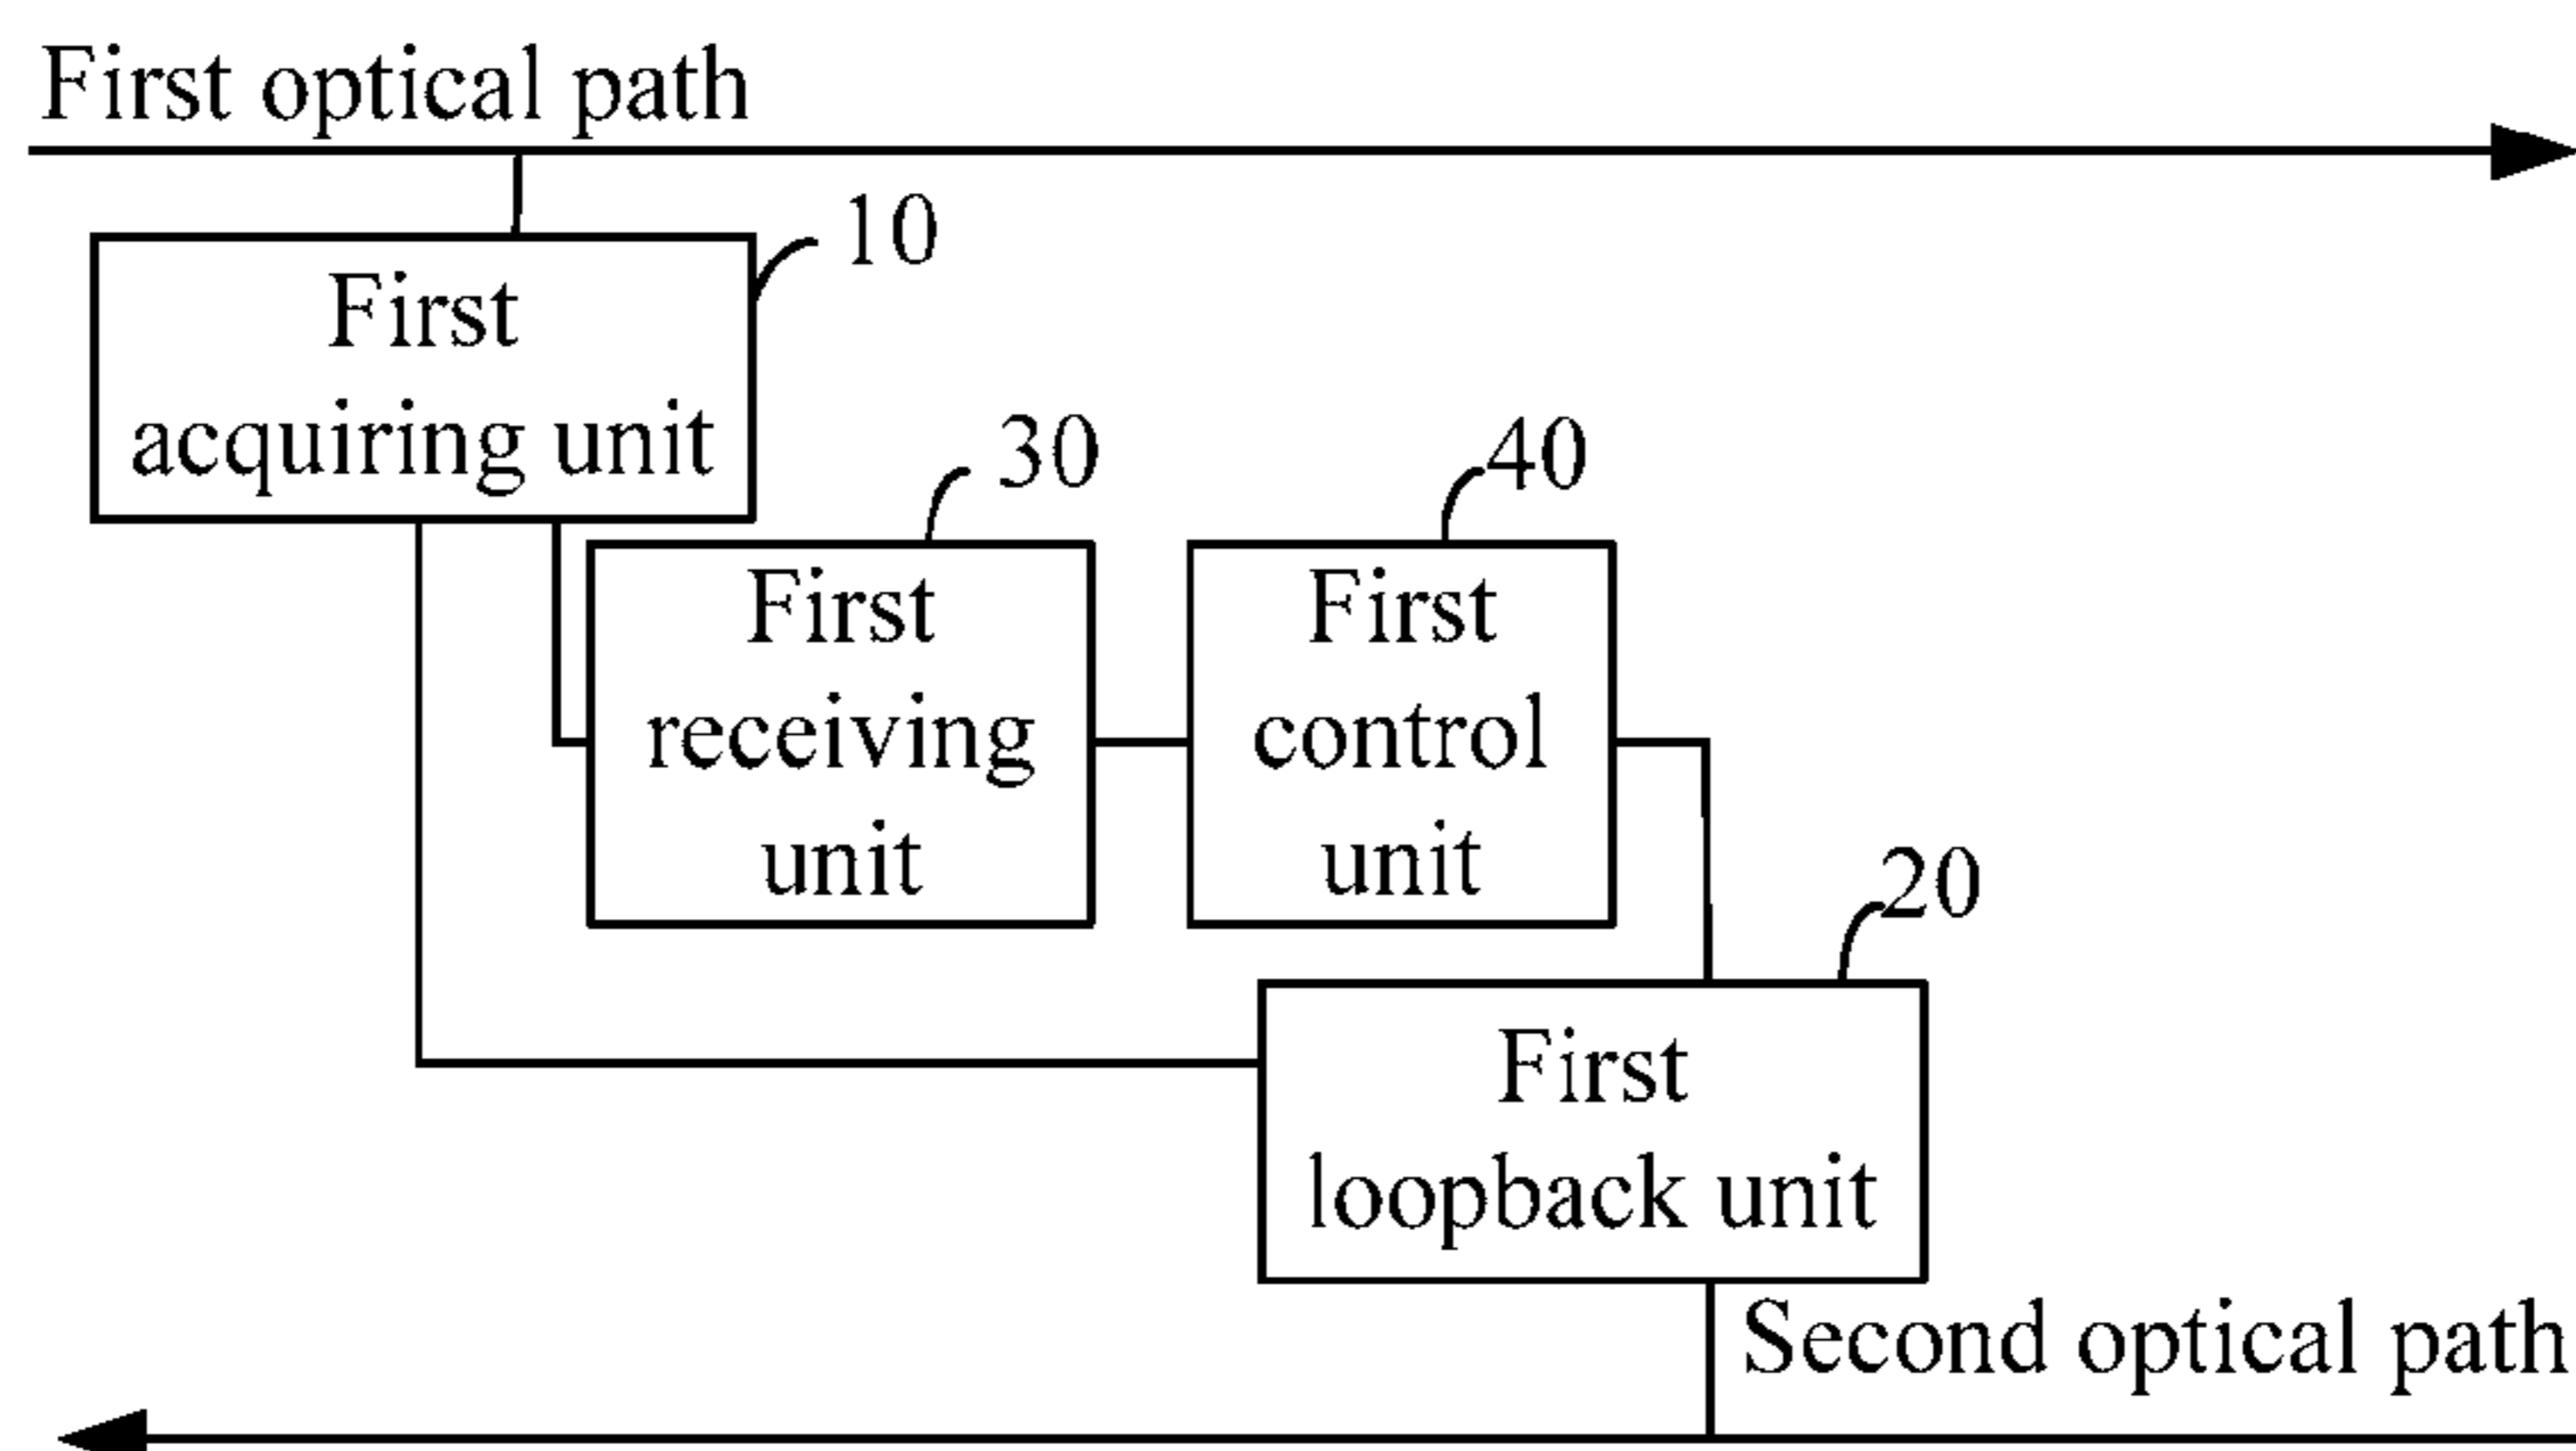 First optical path
10
First
acquiring unit
30
40
First
receiving
unit
First
control
unit
20
First
loopback unit
Second optical path